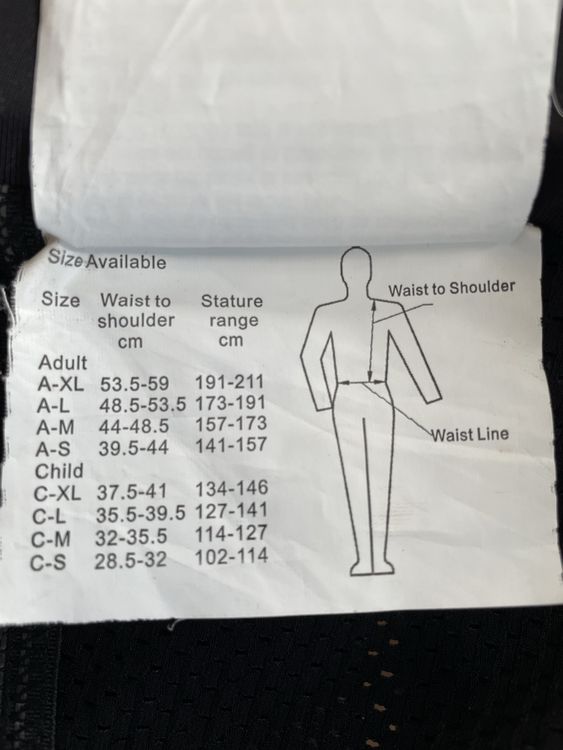 Size Available
Size Waist to shoulder cm Stature range cm
Adult
A-XL 53.5-59 191-211
A-L 48.5-53.5 173-191
A-M 44-48.5 157-173
A-S 39.5-44 141-157
Child
C-XL 37.5-41 134-146
C-L 35.5-39.5 127-141
C-M 32-35.5 114-127
C-S 28.5-32 102-114
Waist to Shoulder
Waist Line